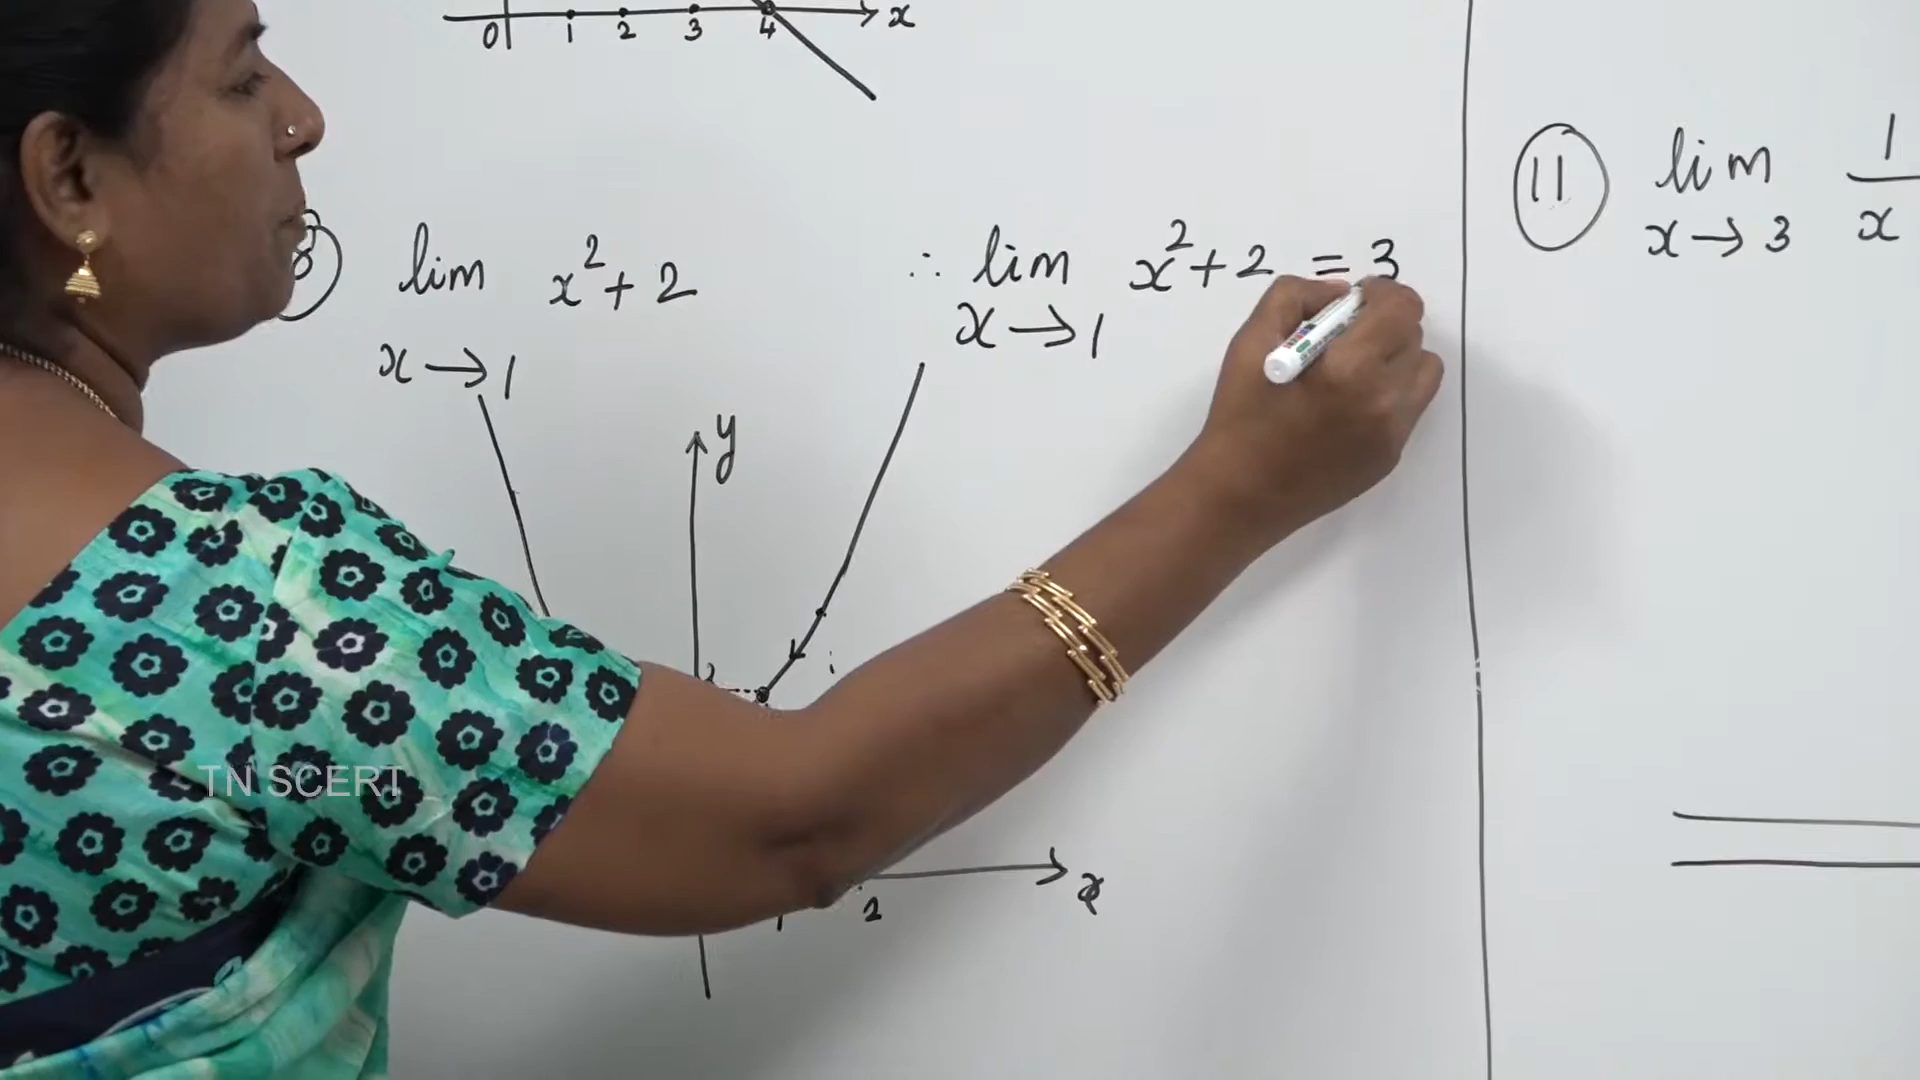 0 1 2 3 4 x
8 lim x² + 2
x → 1
∴ lim x² + 2 = 3
x → 1
y
x
2
1
11 lim 1
x → 3 x
TN SCERT